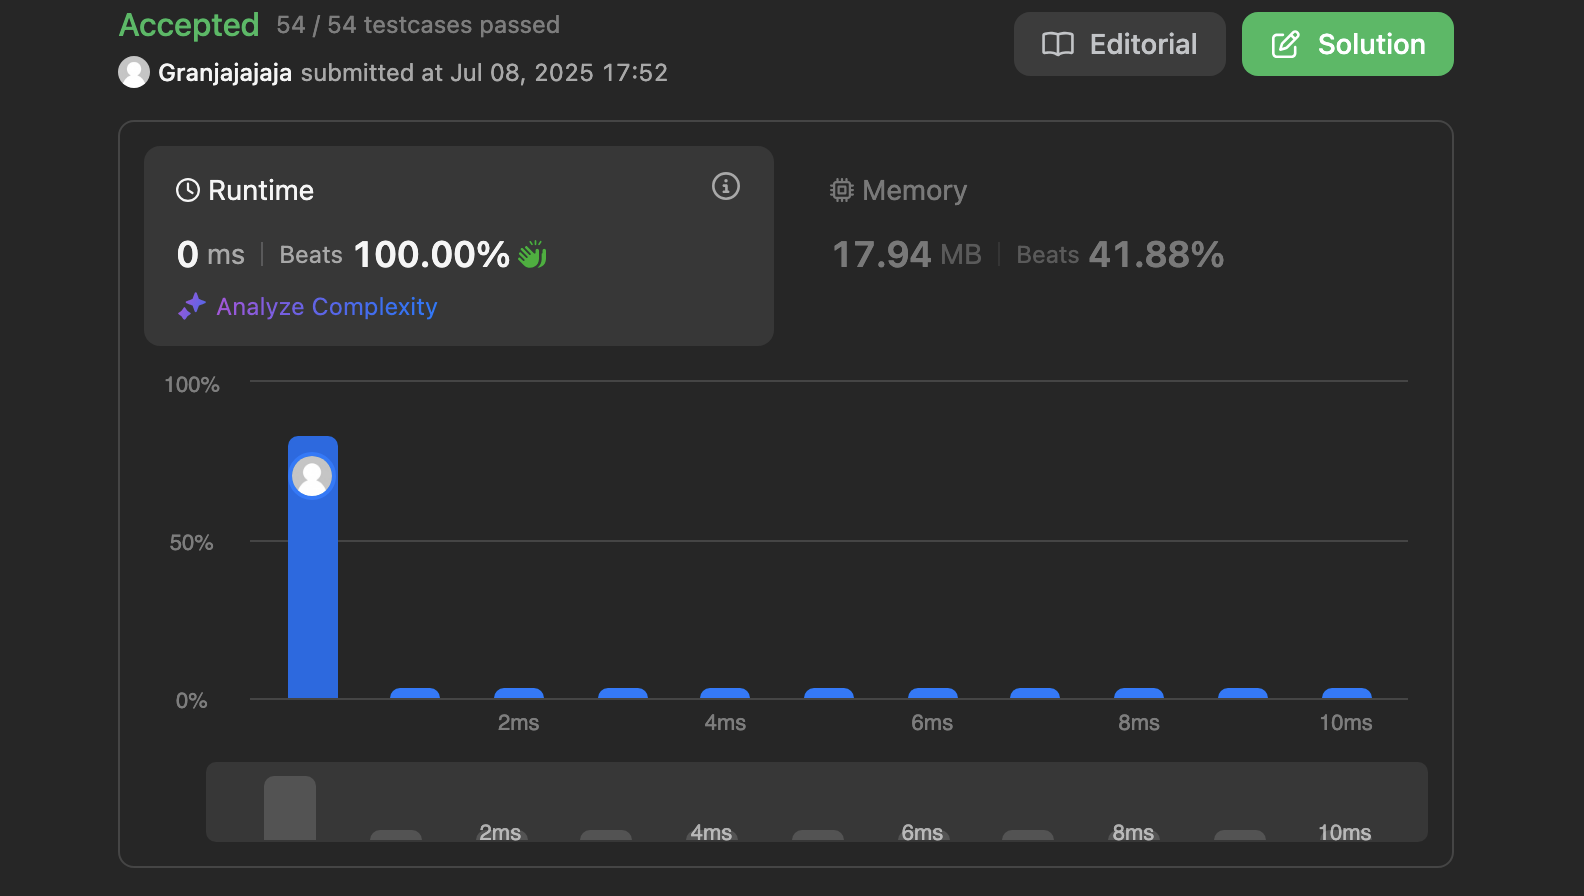 Accepted 54 / 54 testcases passed
Granjajajaja submitted at Jul 08, 2025 17:52
Editorial
Solution
Runtime
0 ms | Beats 100.00%
Analyze Complexity
Memory
17.94 MB | Beats 41.88%
100%
50%
0%
2ms 4ms 6ms 8ms 10ms
2ms 4ms 6ms 8ms 10ms